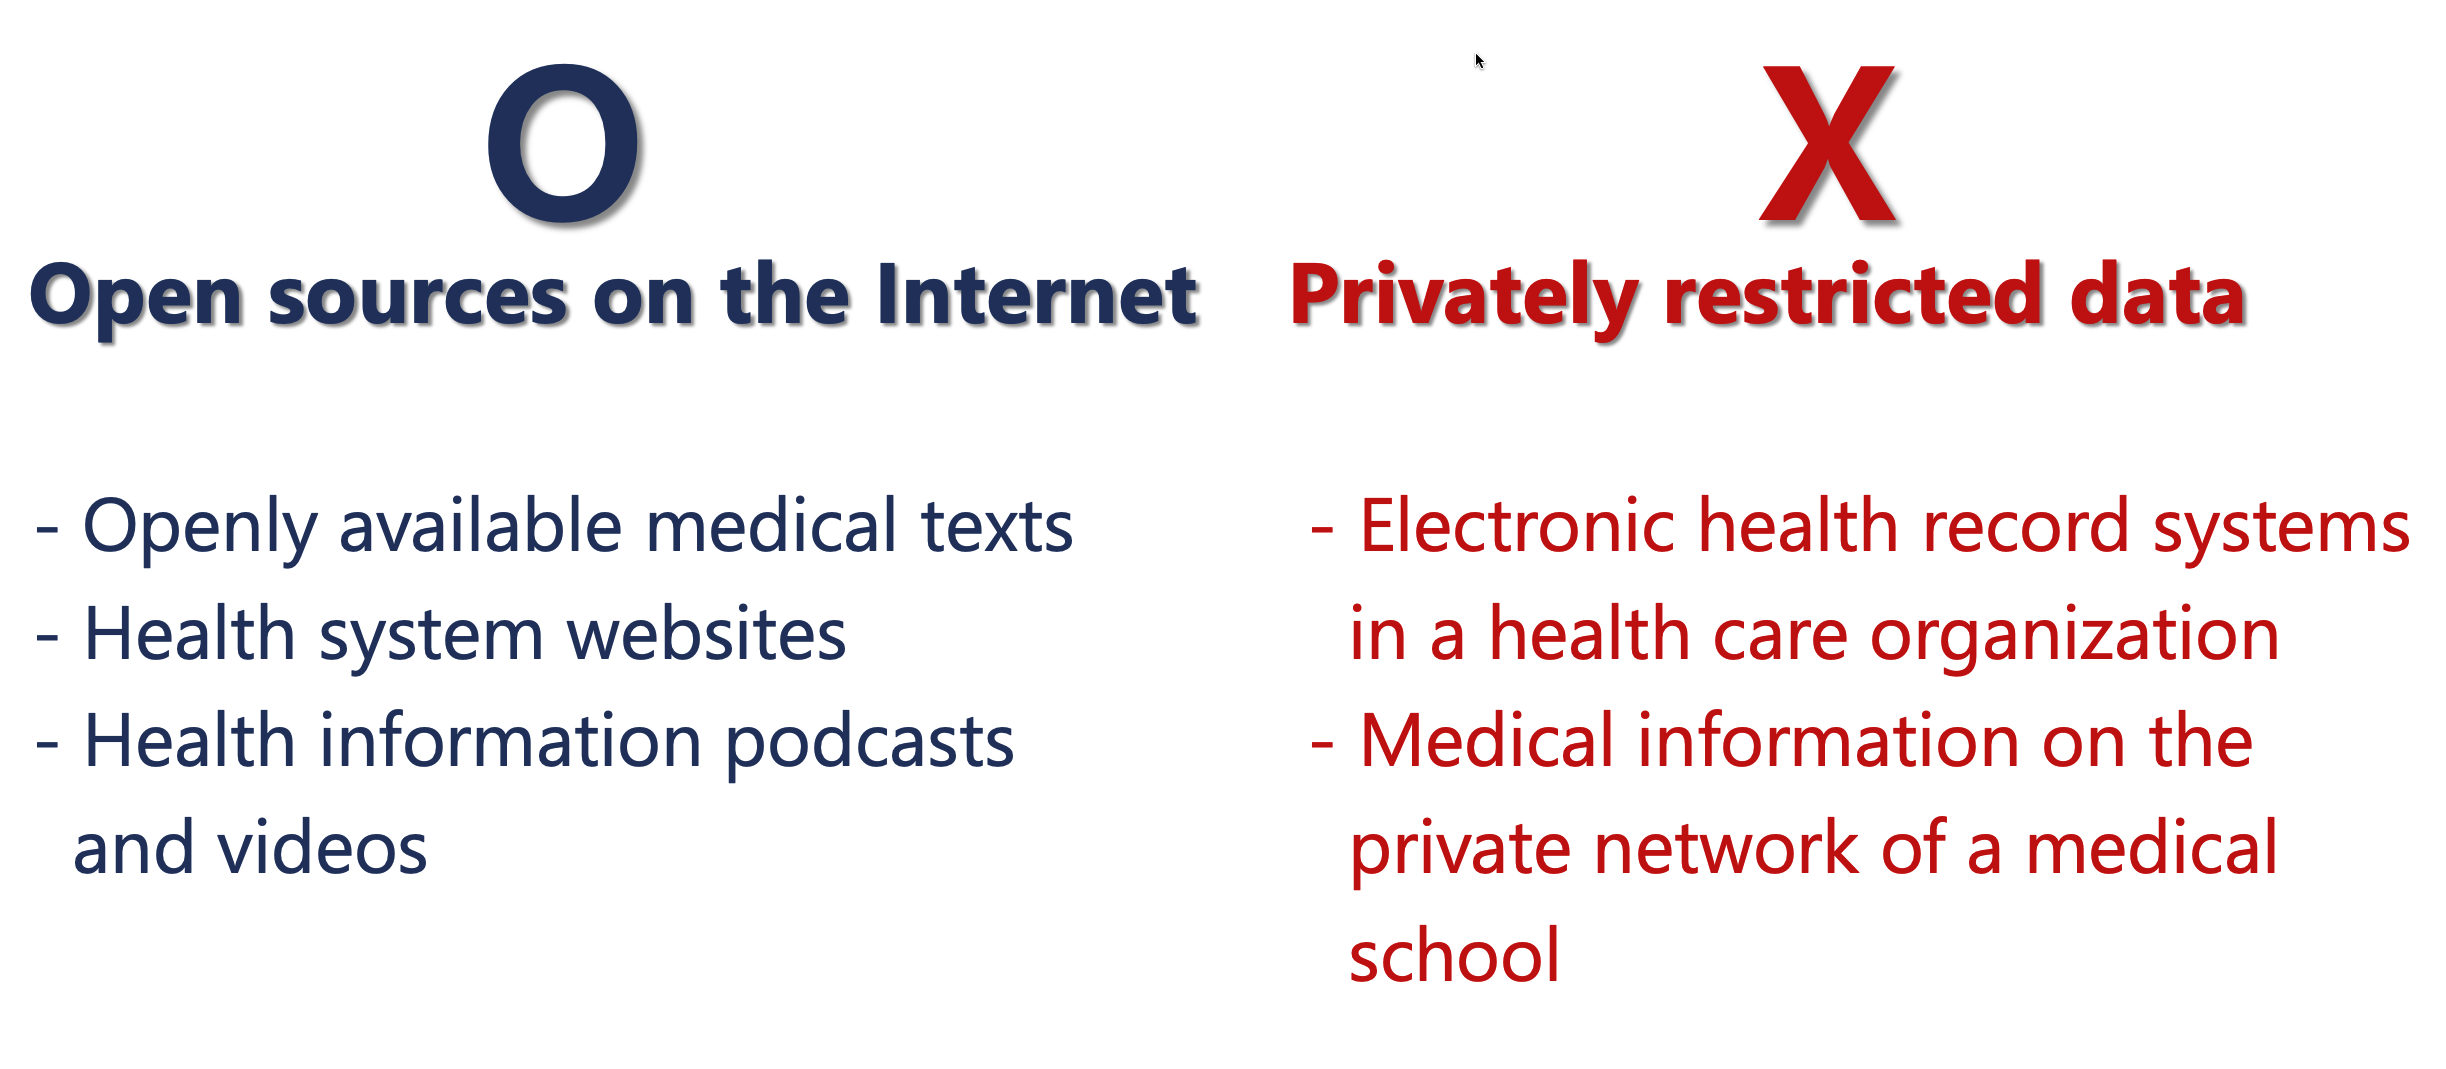 O
Open sources on the Internet
- Openly available medical texts
- Health system websites
- Health information podcasts
and videos
X
Privately restricted data
- Electronic health record systems
in a health care organization
- Medical information on the
private network of a medical
school